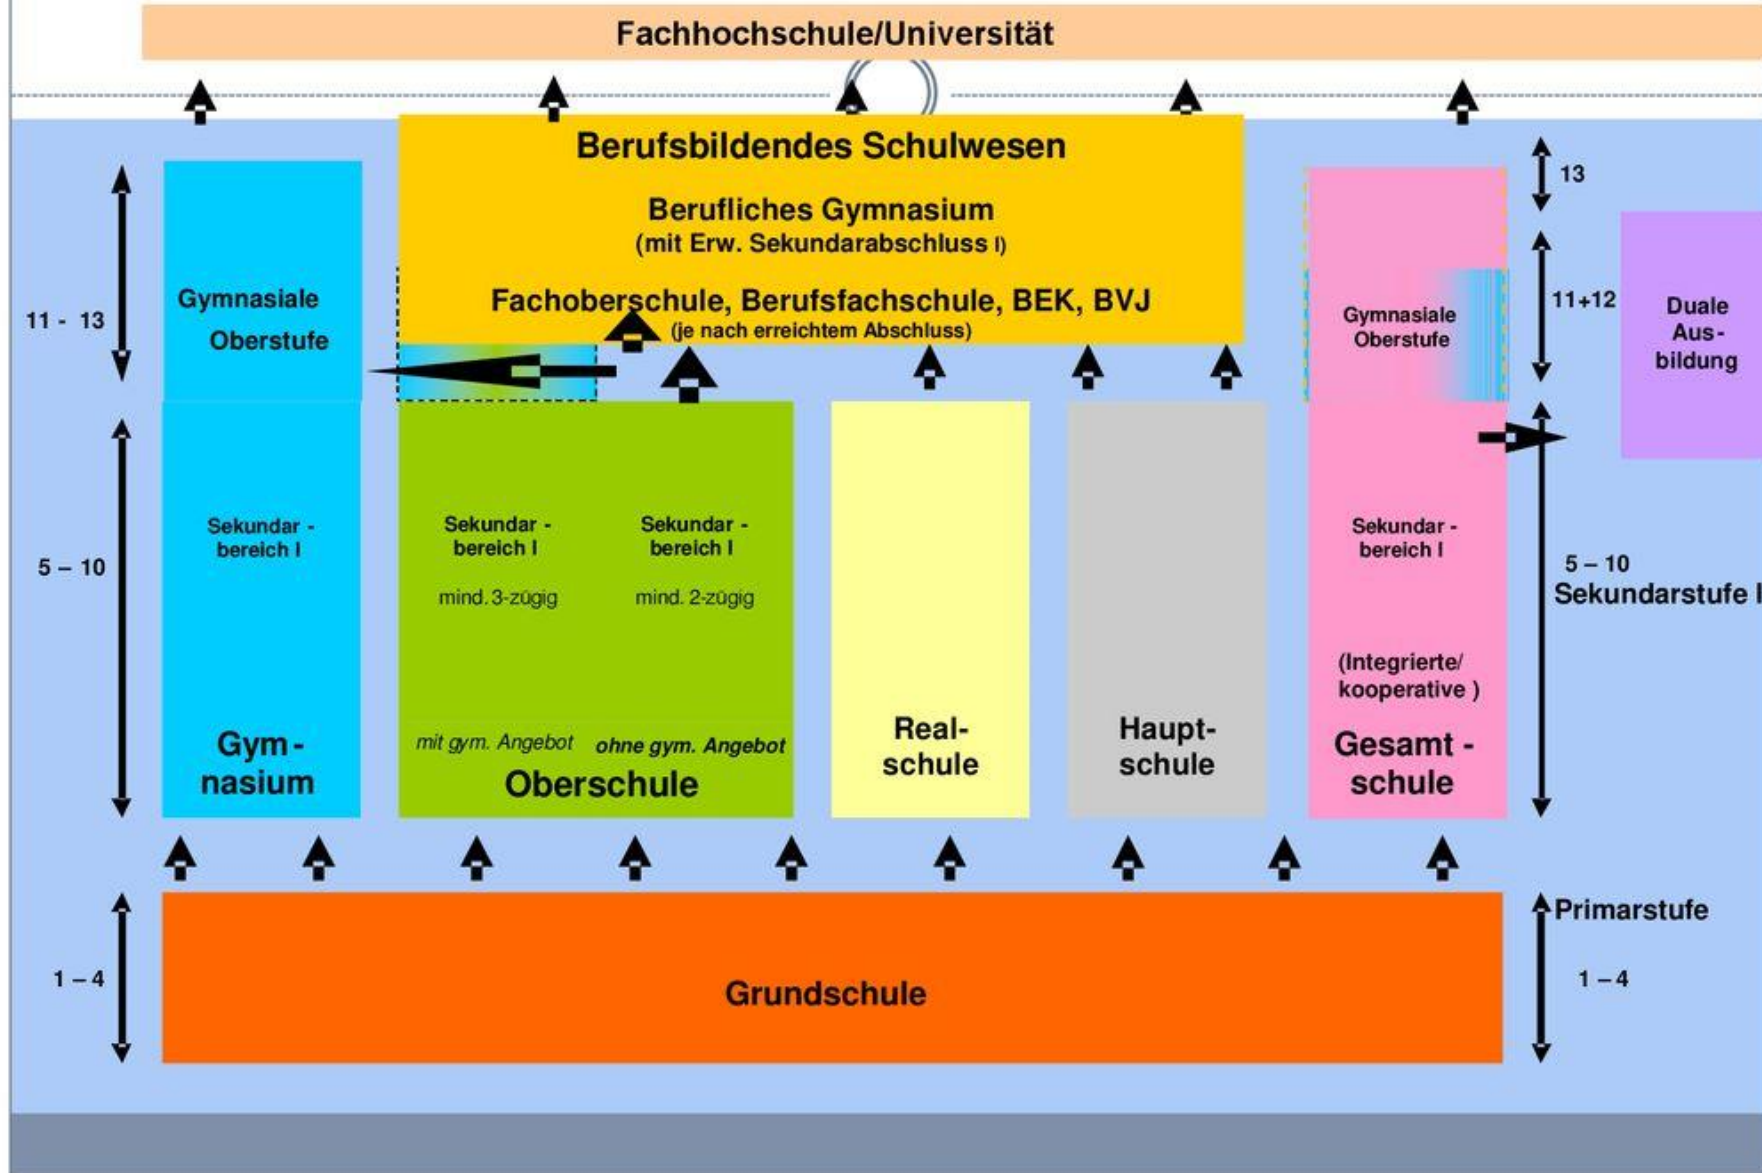 Fachhochschule/Universität
Berufsbildendes Schulwesen
Berufliches Gymnasium
(mit Erw. Sekundarabschluss I)
Fachoberschule, Berufsfachschule, BEK, BVJ
(je nach erreichtem Abschluss)
11 - 13
Gymnasiale
Oberstufe
Gymnasiale
Oberstufe
13
11+12
Duale
Aus-
bildung
5 – 10
Sekundar -
bereich I
Gym -
nasium
Sekundar -
bereich I
mind. 3-zügig
mit gym. Angebot
Sekundar -
bereich I
mind. 2-zügig
ohne gym. Angebot
Oberschule
Real-
schule
Haupt-
schule
Sekundar -
bereich I
(Integrierte/
kooperative )
Gesamt -
schule
5 – 10
Sekundarstufe I
1 – 4
Grundschule
Primarstufe
1 – 4